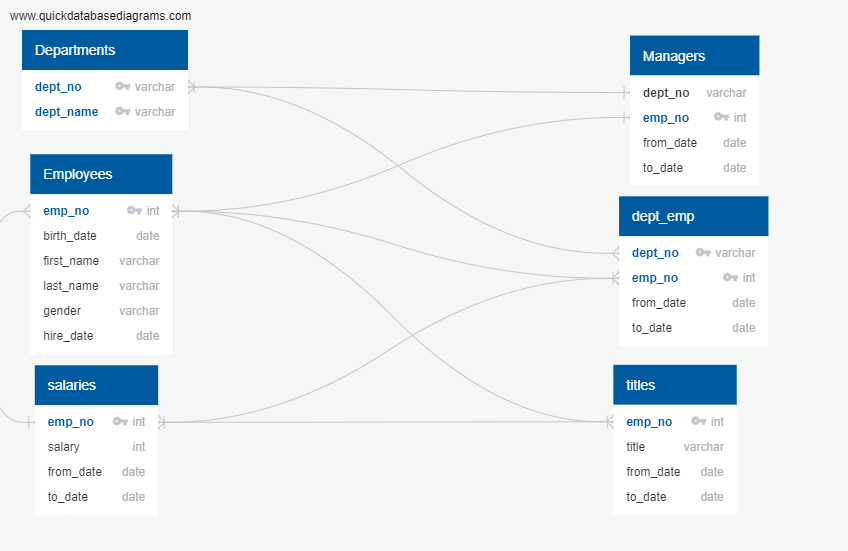 www.quickdatabasediagrams.com
Departments
dept_no varchar
dept_name varchar
Employees
emp_no int
birth_date date
first_name varchar
last_name varchar
gender varchar
hire_date date
salaries
emp_no int
salary int
from_date date
to_date date
Managers
dept_no varchar
emp_no int
from_date date
to_date date
dept_emp
dept_no varchar
emp_no int
from_date date
to_date date
titles
emp_no int
title varchar
from_date date
to_date date